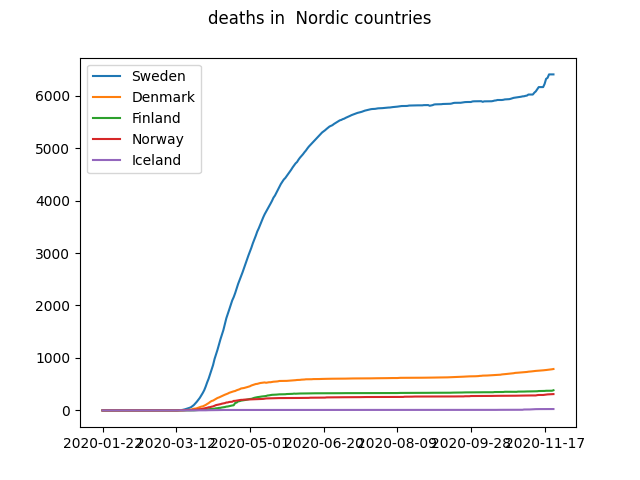 deaths in  Nordic countries
Sweden
Denmark
Finland
Norway
Iceland
6000
5000
4000
3000
2000
1000
0
2020-01-22 2020-03-12 2020-05-01 2020-06-20 2020-08-09 2020-09-28 2020-11-17